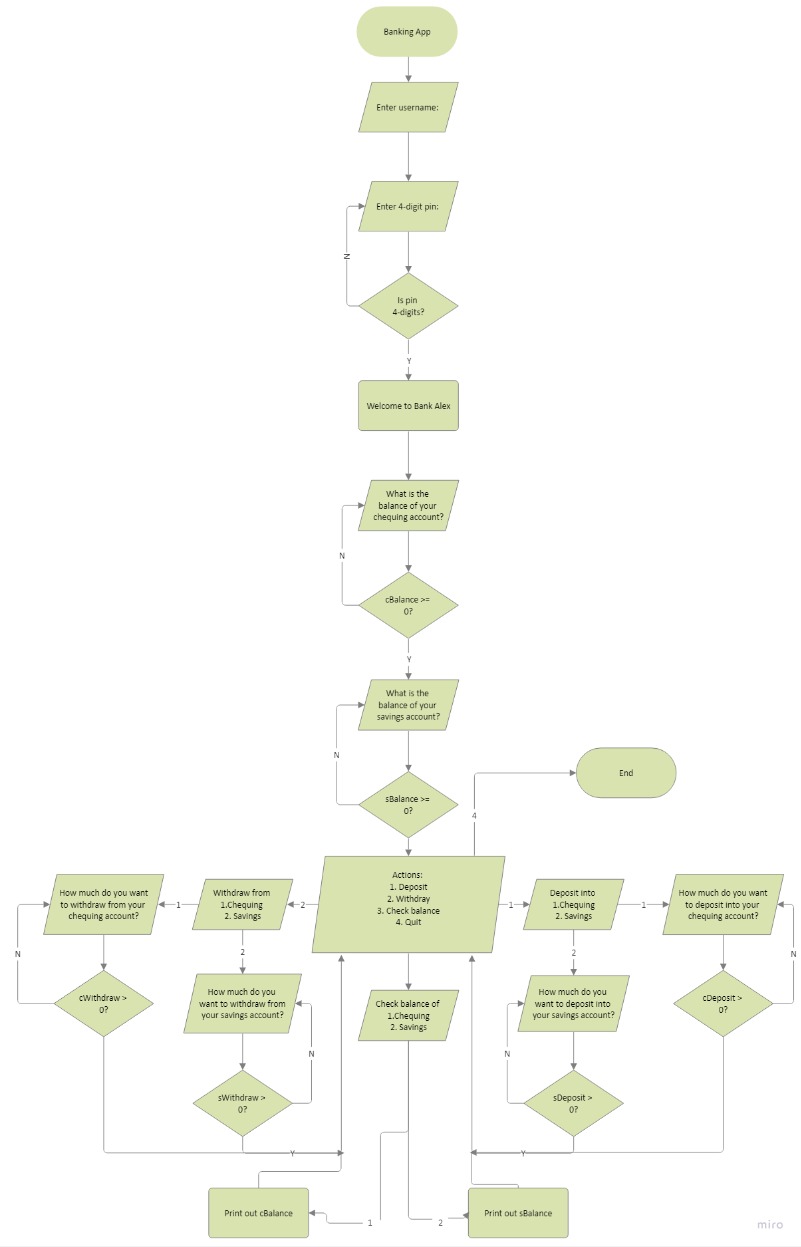 Banking App
Enter username:
Enter 4-digit pin:
N
Is pin
4-digits?
Y
Welcome to Bank Alex
What is the
balance of your
chequing account?
N
cBalance >=
0?
Y
What is the
balance of your
savings account?
N
sBalance >=
0?
End
4
Actions:
1. Deposit
2. Withdray
3. Check balance
4. Quit
How much do you want
to withdraw from your
chequing account?
1
Withdraw from
1.Chequing
2. Savings
2
1
Deposit into
1.Chequing
2. Savings
1
How much do you want
to deposit into your
chequing account?
N
2
2
N
cWithdraw >
0?
How much do you
want to withdraw from
your savings account?
Check balance of
1.Chequing
2. Savings
How much do you
want to deposit into
your savings account?
cDeposit >
0?
N
N
sWithdraw >
0?
sDeposit >
0?
Y
Y
Print out cBalance
1
2
Print out sBalance
miro